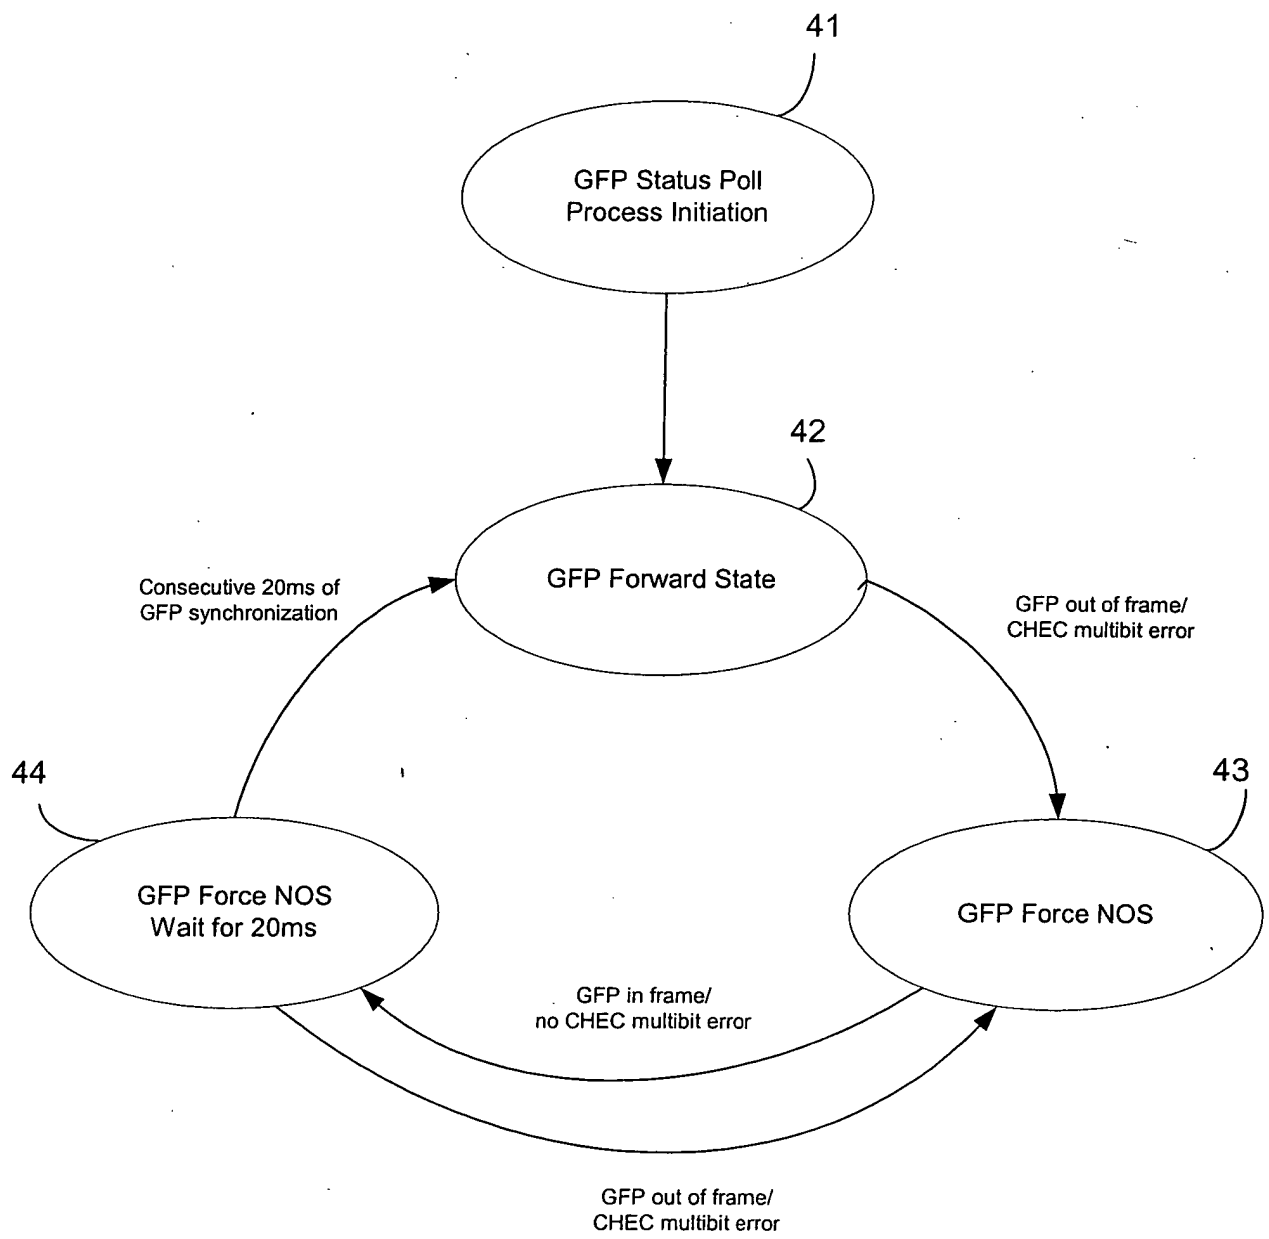 41
GFP Status Poll
Process Initiation
42
GFP Forward State
Consecutive 20ms of
GFP synchronization
GFP out of frame/
CHEC multibit error
44
43
GFP Force NOS
Wait for 20ms
GFP Force NOS
GFP in frame/
no CHEC multibit error
GFP out of frame/
CHEC multibit error